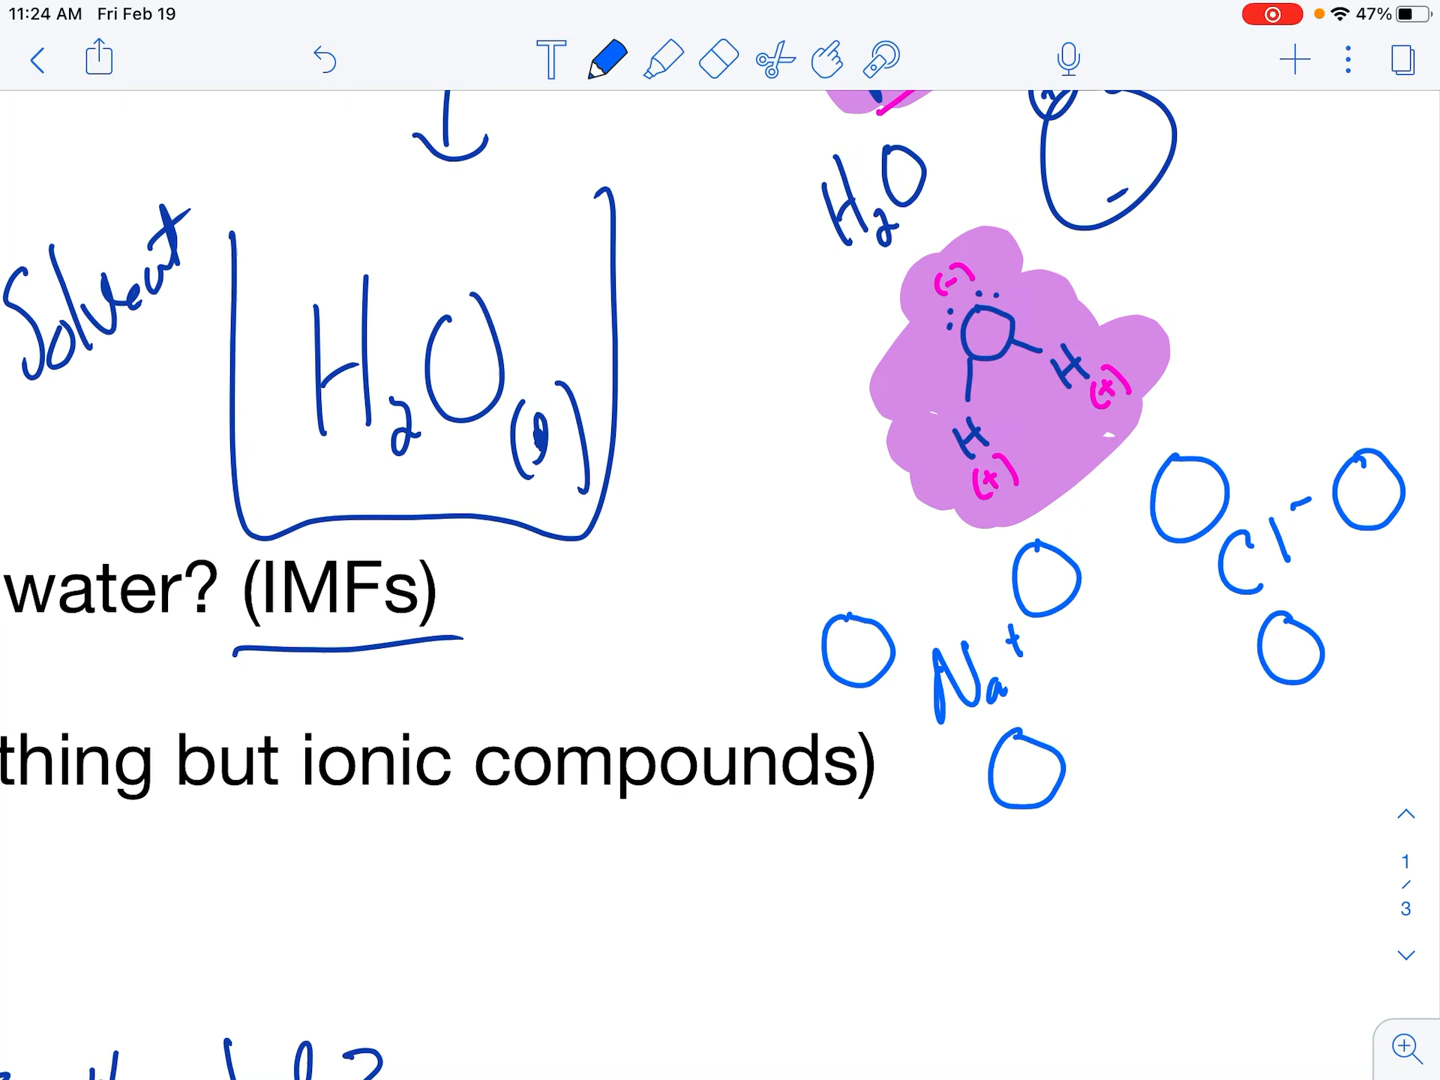 11:24 AM Fri Feb 19
47%
T
H₂O
(-)
Solvent
H₂O
O
H (+)
H
(+)
Cl⁻
water? (IMFs)
Na⁺
thing but ionic compounds)
1
/
3